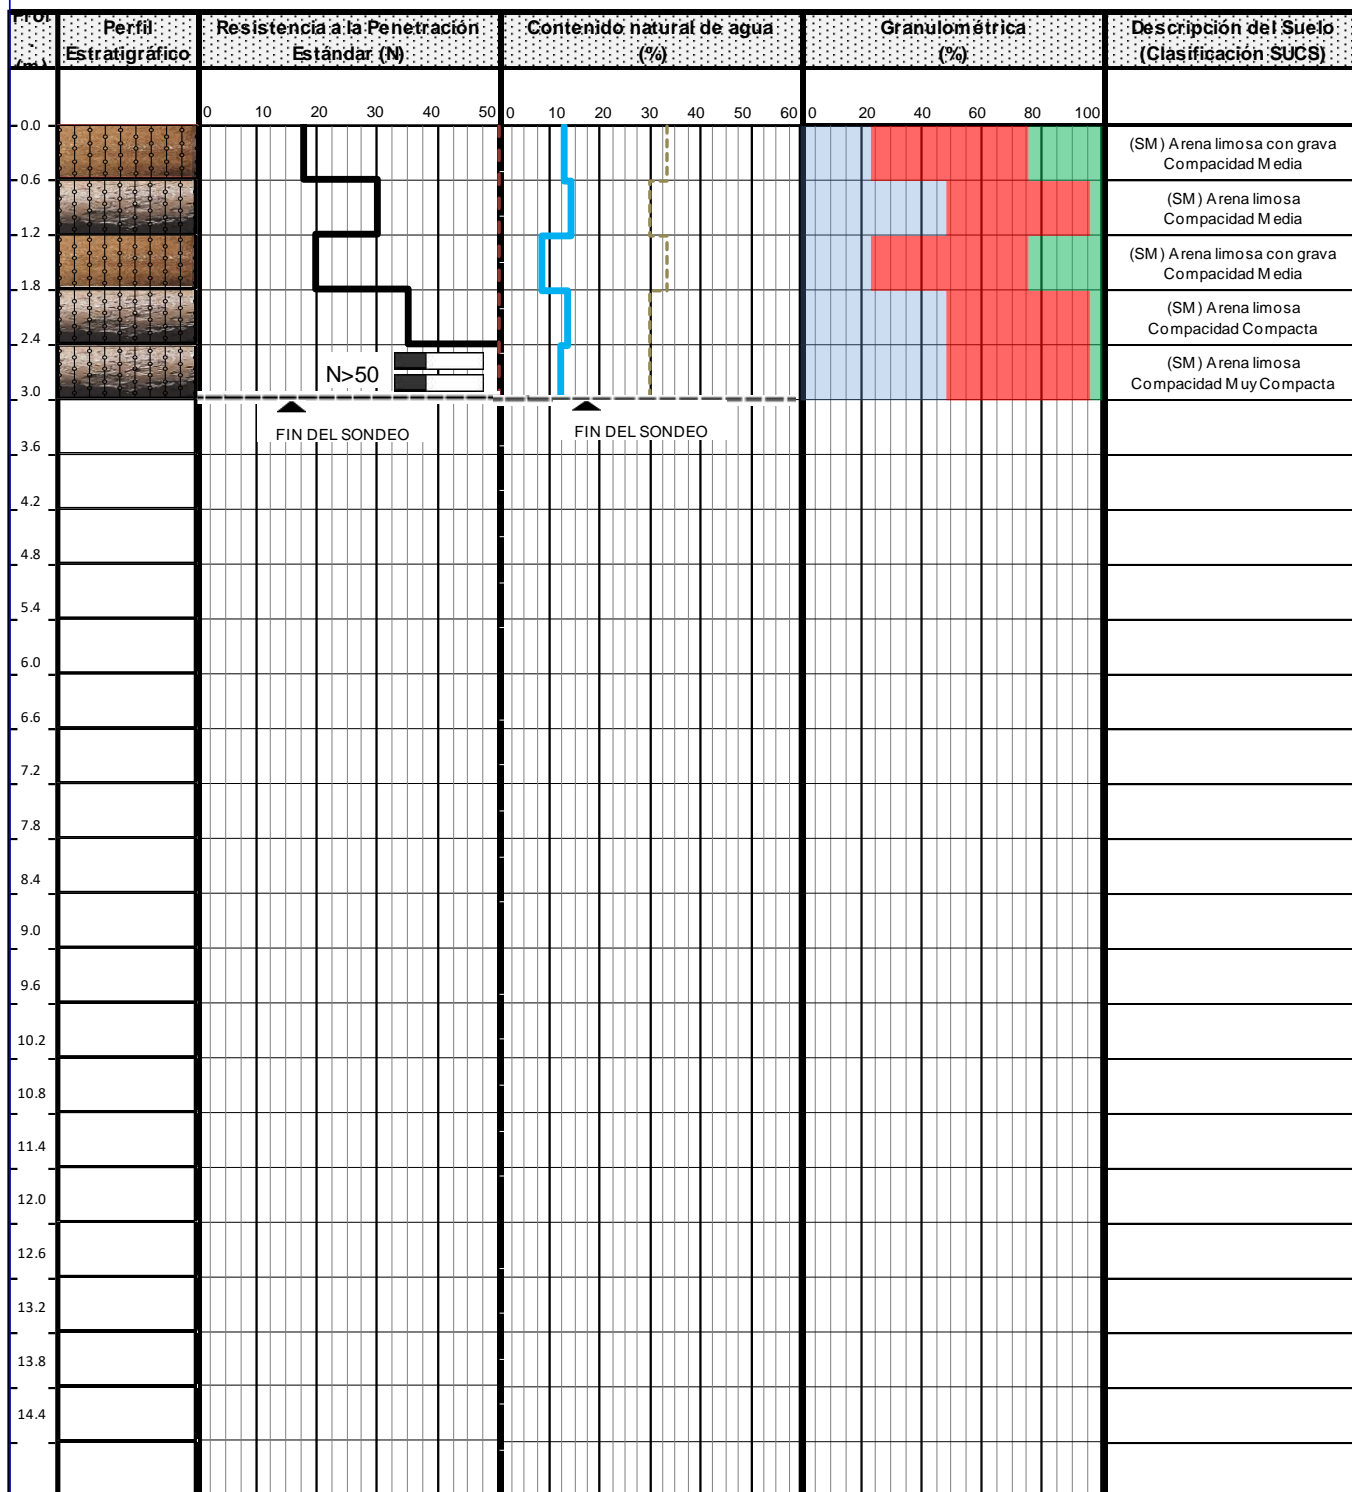 Prof
.
(m)
Perfil
Estratigráfico
Resistencia a la Penetración
Estándar (N)
Contenido natural de agua
(%)
Granulométrica
(%)
Descripción del Suelo
(Clasificación SUCS)
0 10 20 30 40 50
0 10 20 30 40 50 60
0 20 40 60 80 100
0.0
(SM) Arena limosa con grava
Compacidad Media
0.6
(SM) Arena limosa
Compacidad Media
1.2
(SM) Arena limosa con grava
Compacidad Media
1.8
(SM) Arena limosa
Compacidad Compacta
2.4
N>50
(SM) Arena limosa
Compacidad Muy Compacta
3.0
FIN DEL SONDEO
FIN DEL SONDEO
3.6
4.2
4.8
5.4
6.0
6.6
7.2
7.8
8.4
9.0
9.6
10.2
10.8
11.4
12.0
12.6
13.2
13.8
14.4